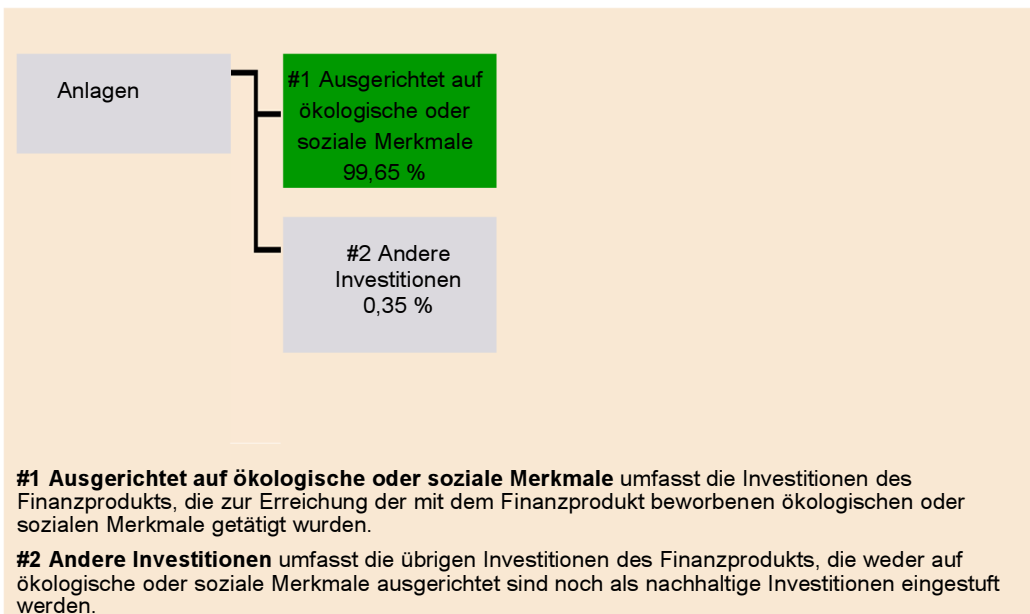 Anlagen
#1 Ausgerichtet auf
ökologische oder
soziale Merkmale
99,65 %
#2 Andere
Investitionen
0,35 %
#1 Ausgerichtet auf ökologische oder soziale Merkmale umfasst die Investitionen des
Finanzprodukts, die zur Erreichung der mit dem Finanzprodukt beworbenen ökologischen oder
sozialen Merkmale getätigt wurden.
#2 Andere Investitionen umfasst die übrigen Investitionen des Finanzprodukts, die weder auf
ökologische oder soziale Merkmale ausgerichtet sind noch als nachhaltige Investitionen eingestuft
werden.